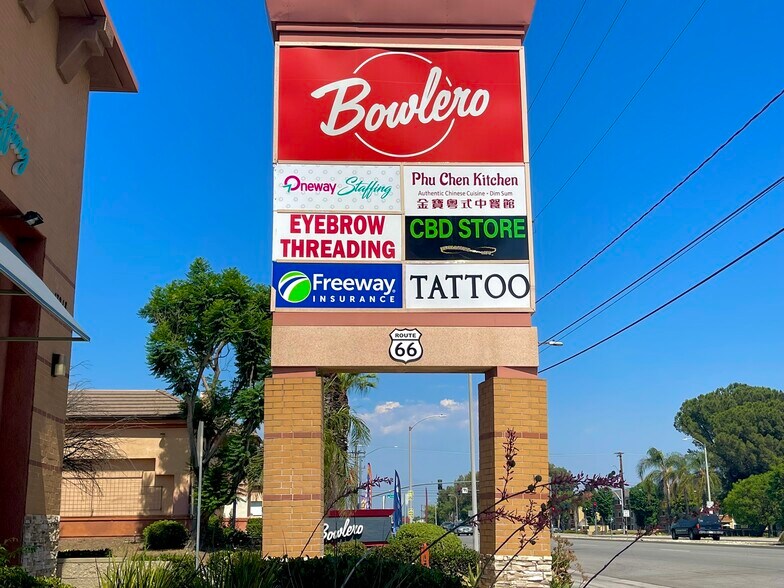 Bowlero
Oneway Staffing
Phu Chen Kitchen
Authentic Chinese Cuisine • Dim Sum
金寶粵式中餐館
EYEBROW
THREADING
CBD STORE
Freeway
INSURANCE
TATTOO
ROUTE
66
Bowlero